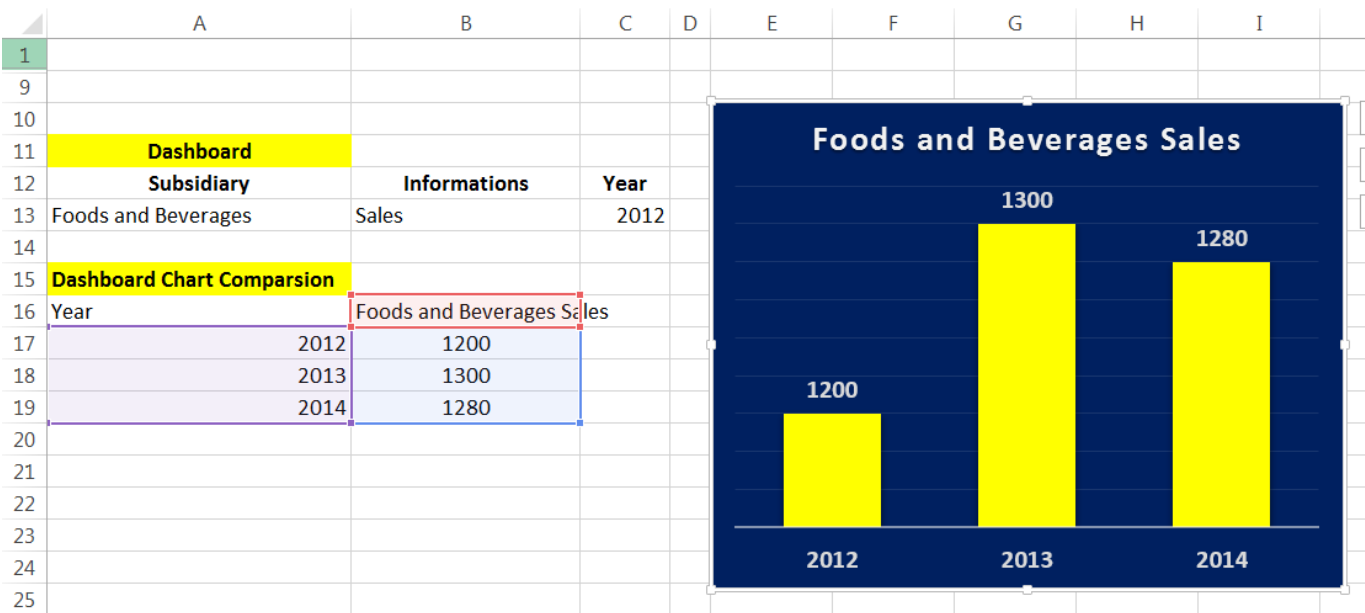 A B C D E F G H I
1
9
10
11 Dashboard
12 Subsidiary Informations Year
13 Foods and Beverages Sales 2012
14
15 Dashboard Chart Comparsion
16 Year Foods and Beverages Sales
17 2012 1200
18 2013 1300
19 2014 1280
20
21
22
23
24
25
Foods and Beverages Sales
1300
1280
1200
2012 2013 2014